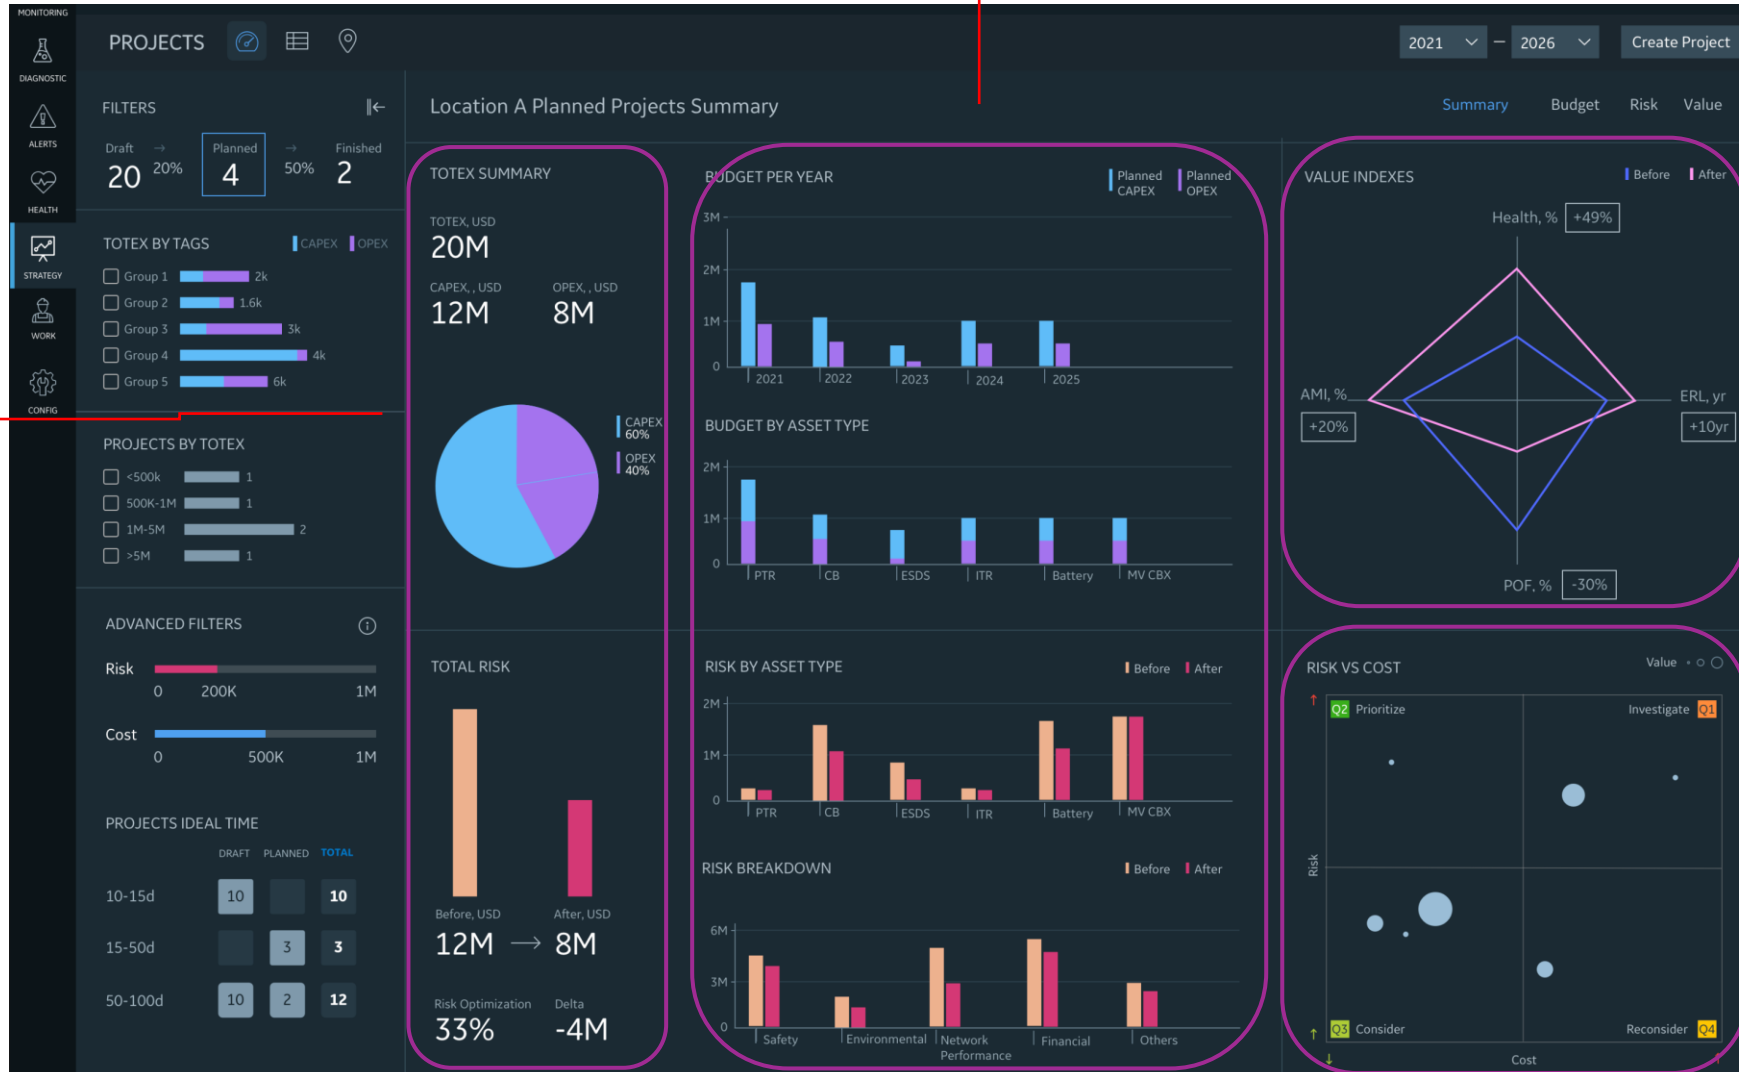 MONITORING
DIAGNOSTIC
ALERTS
HEALTH
STRATEGY
WORK
CONFIG
PROJECTS
2021 — 2026 Create Project
FILTERS
Draft → Planned → Finished
20 20% 4 50% 2
TOTEX BY TAGS CAPEX OPEX
Group 1 2k
Group 2 1.6k
Group 3 3k
Group 4 4k
Group 5 6k
PROJECTS BY TOTEX
<500k 1
500K-1M 1
1M-5M 2
>5M 1
ADVANCED FILTERS
Risk
0 200K 1M
Cost
0 500K 1M
PROJECTS IDEAL TIME
DRAFT PLANNED TOTAL
10-15d 10 10
15-50d 3 3
50-100d 10 2 12
Location A Planned Projects Summary
Summary Budget Risk Value
TOTEX SUMMARY
TOTEX, USD
20M
CAPEX, , USD OPEX, , USD
12M 8M
CAPEX
60%
OPEX
40%
TOTAL RISK
Before, USD After, USD
12M → 8M
Risk Optimization Delta
33% -4M
BUDGET PER YEAR
Planned CAPEX
Planned OPEX
3M
2M
1M
0
2021 2022 2023 2024 2025
BUDGET BY ASSET TYPE
2M
1M
0
PTR CB ESDS ITR Battery MV CBX
RISK BY ASSET TYPE Before After
2M
1M
0
PTR CB ESDS ITR Battery MV CBX
RISK BREAKDOWN Before After
6M
3M
0
Safety Environmental Network Performance Financial Others
VALUE INDEXES Before After
Health, % +49%
AMI, %
+20%
ERL, yr
+10yr
POF, % -30%
RISK VS COST Value
Q2 Prioritize Investigate Q1
Risk
Q3 Consider Reconsider Q4
Cost